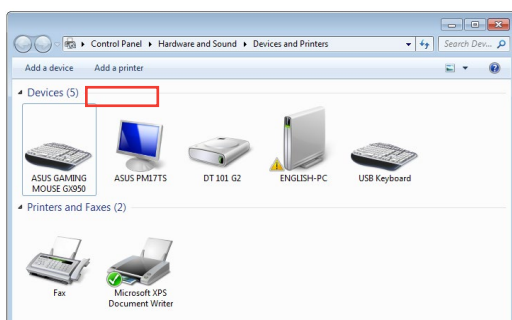 Control Panel ▸ Hardware and Sound ▸ Devices and Printers
Search Dev...
Add a device Add a printer
Devices (5)
ASUS GAMING MOUSE GX950
ASUS PM17TS
DT 101 G2
ENGLISH-PC
USB Keyboard
Printers and Faxes (2)
Fax
Microsoft XPS Document Writer